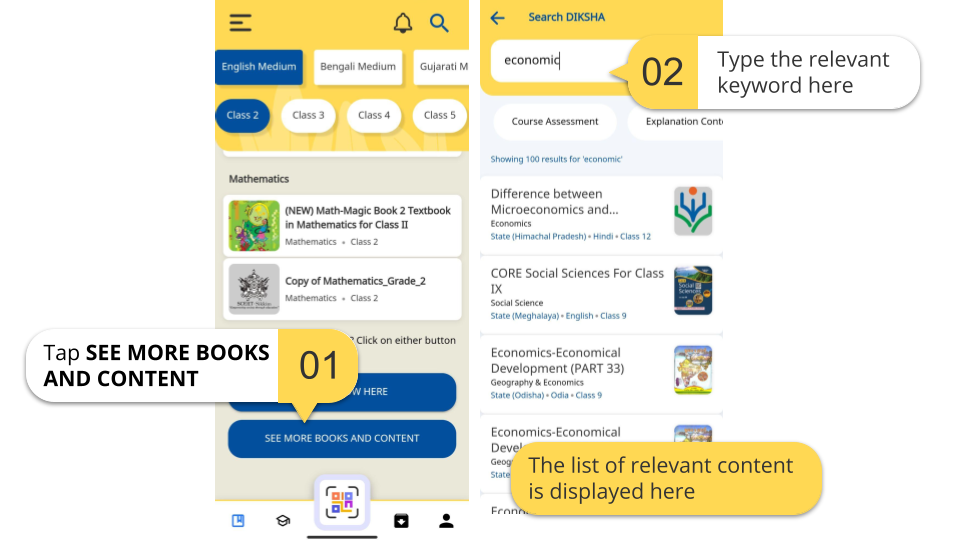 English Medium
Bengali Medium
Gujarati M
Class 2
Class 3
Class 4
Class 5
Mathematics
(NEW) Math-Magic Book 2 Textbook
in Mathematics for Class II
Mathematics • Class 2
Copy of Mathematics_Grade_2
Mathematics • Class 2
? Click on either button
W HERE
SEE MORE BOOKS AND CONTENT
Tap SEE MORE BOOKS
AND CONTENT
01
Search DIKSHA
economic
02
Type the relevant
keyword here
Course Assessment
Explanation Cont
Showing 100 results for 'economic'
Difference between
Microeconomics and...
Economics
State (Himachal Pradesh) • Hindi • Class 12
CORE Social Sciences For Class
IX
Social Science
State (Meghalaya) • English • Class 9
Economics-Economical
Development (PART 33)
Geography & Economics
State (Odisha) • Odia • Class 9
Economics-Economical
Devel
Geog
State
Econo
The list of relevant content
is displayed here